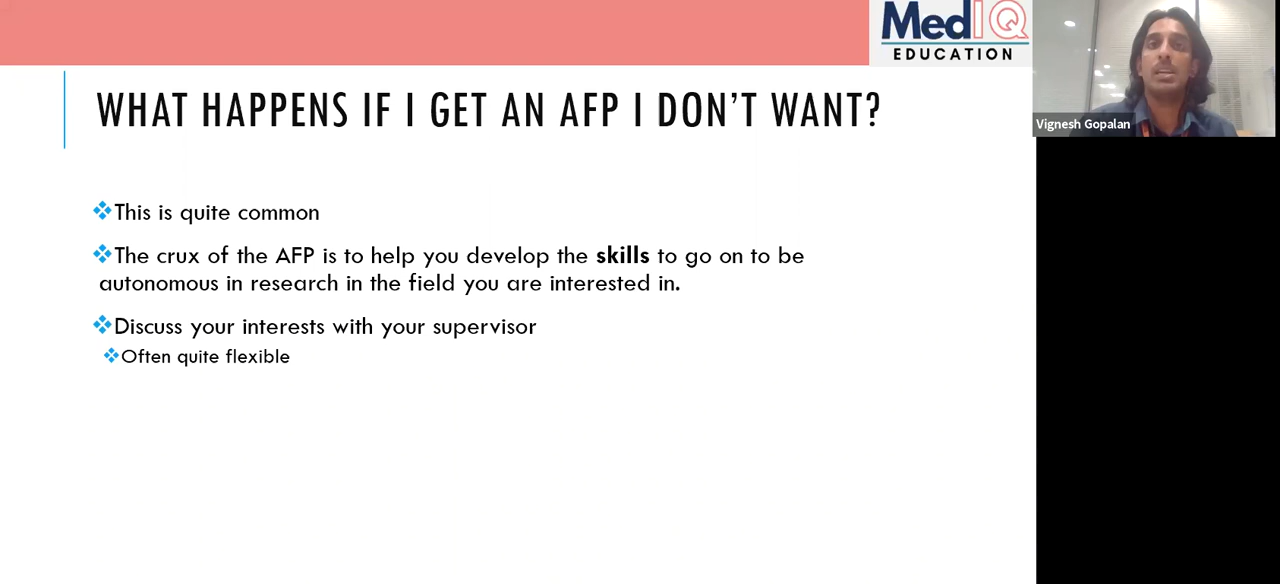 MedIQ
EDUCATION
Vignesh Gopalan
WHAT HAPPENS IF I GET AN AFP I DON'T WANT?
❖This is quite common
❖The crux of the AFP is to help you develop the skills to go on to be
autonomous in research in the field you are interested in.
❖Discuss your interests with your supervisor
❖Often quite flexible